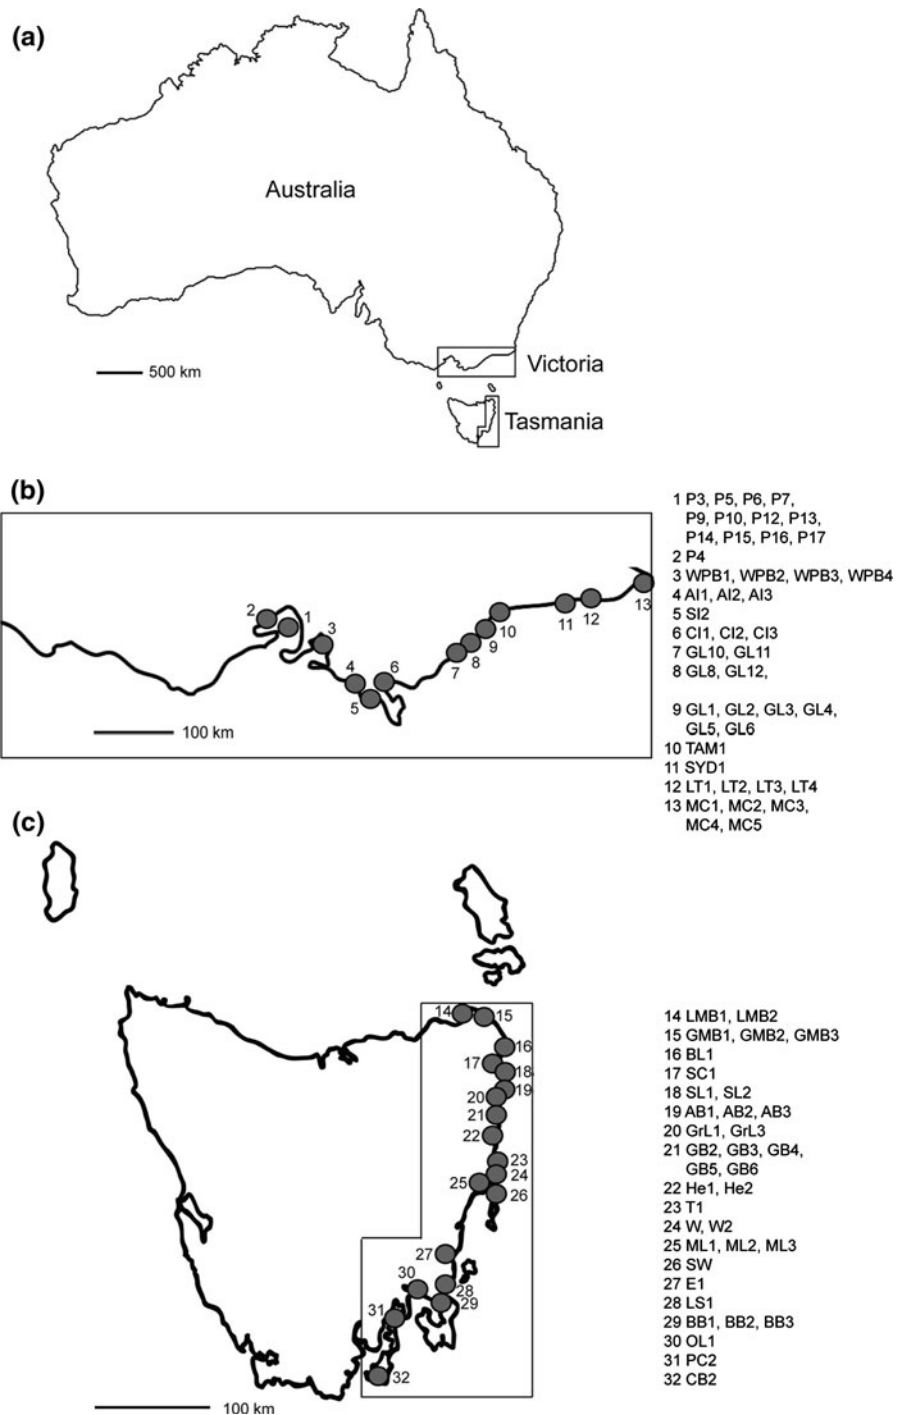 (a)
Australia
500 km
Victoria
Tasmania
(b)
1 P3, P5, P6, P7,
P9, P10, P12, P13,
P14, P15, P16, P17
2 P4
3 WPB1, WPB2, WPB3, WPB4
4 AI1, AI2, AI3
5 SI2
6 CI1, CI2, CI3
7 GL10, GL11
8 GL8, GL12,
9 GL1, GL2, GL3, GL4,
GL5, GL6
10 TAM1
11 SYD1
12 LT1, LT2, LT3, LT4
13 MC1, MC2, MC3,
MC4, MC5
2
1
3
4
5
6
7
8
9
10
11
12
13
100 km
(c)
14
15
16
17
18
19
20
21
22
23
24
25
26
27
28
29
30
31
32
100 km
14 LMB1, LMB2
15 GMB1, GMB2, GMB3
16 BL1
17 SC1
18 SL1, SL2
19 AB1, AB2, AB3
20 GrL1, GrL3
21 GB2, GB3, GB4,
GB5, GB6
22 He1, He2
23 T1
24 W, W2
25 ML1, ML2, ML3
26 SW
27 E1
28 LS1
29 BB1, BB2, BB3
30 OL1
31 PC2
32 CB2